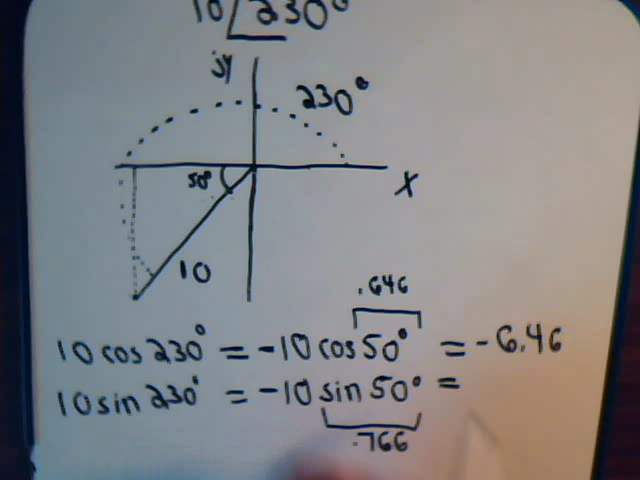 10∠230°
jy
230°
50°
x
10
.646
10 cos 230° = -10 cos 50° = -6.46
10 sin 230° = -10 sin 50° =
.766